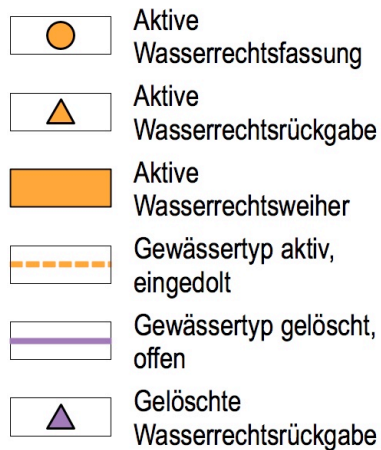 Aktive
Wasserrechtsfassung
Aktive
Wasserrechtsrückgabe
Aktive
Wasserrechtsweiher
Gewässertyp aktiv,
eingedolt
Gewässertyp gelöscht,
offen
Gelöschte
Wasserrechtsrückgabe